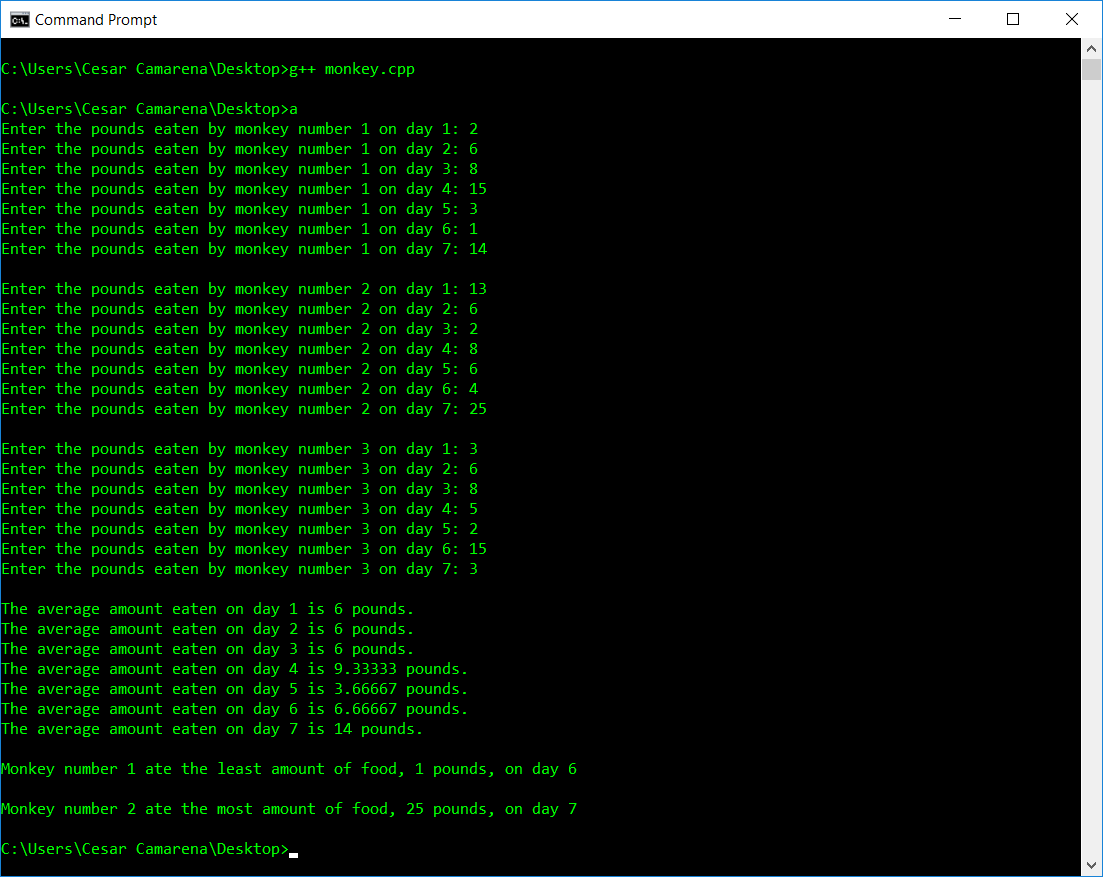 Command Prompt
C:\Users\Cesar Camarena\Desktop>g++ monkey.cpp
C:\Users\Cesar Camarena\Desktop>a
Enter the pounds eaten by monkey number 1 on day 1: 2
Enter the pounds eaten by monkey number 1 on day 2: 6
Enter the pounds eaten by monkey number 1 on day 3: 8
Enter the pounds eaten by monkey number 1 on day 4: 15
Enter the pounds eaten by monkey number 1 on day 5: 3
Enter the pounds eaten by monkey number 1 on day 6: 1
Enter the pounds eaten by monkey number 1 on day 7: 14
Enter the pounds eaten by monkey number 2 on day 1: 13
Enter the pounds eaten by monkey number 2 on day 2: 6
Enter the pounds eaten by monkey number 2 on day 3: 2
Enter the pounds eaten by monkey number 2 on day 4: 8
Enter the pounds eaten by monkey number 2 on day 5: 6
Enter the pounds eaten by monkey number 2 on day 6: 4
Enter the pounds eaten by monkey number 2 on day 7: 25
Enter the pounds eaten by monkey number 3 on day 1: 3
Enter the pounds eaten by monkey number 3 on day 2: 6
Enter the pounds eaten by monkey number 3 on day 3: 8
Enter the pounds eaten by monkey number 3 on day 4: 5
Enter the pounds eaten by monkey number 3 on day 5: 2
Enter the pounds eaten by monkey number 3 on day 6: 15
Enter the pounds eaten by monkey number 3 on day 7: 3
The average amount eaten on day 1 is 6 pounds.
The average amount eaten on day 2 is 6 pounds.
The average amount eaten on day 3 is 6 pounds.
The average amount eaten on day 4 is 9.33333 pounds.
The average amount eaten on day 5 is 3.66667 pounds.
The average amount eaten on day 6 is 6.66667 pounds.
The average amount eaten on day 7 is 14 pounds.
Monkey number 1 ate the least amount of food, 1 pounds, on day 6
Monkey number 2 ate the most amount of food, 25 pounds, on day 7
C:\Users\Cesar Camarena\Desktop>